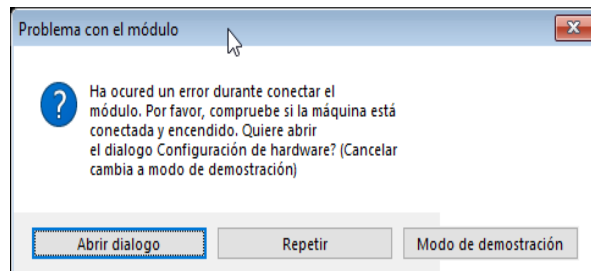 Problema con el módulo
Ha ocured un error durante conectar el
módulo. Por favor, compruebe si la máquina está
conectada y encendido. Quiere abrir
el dialogo Configuración de hardware? (Cancelar
cambia a modo de demostración)
Abrir dialogo
Repetir
Modo de demostración